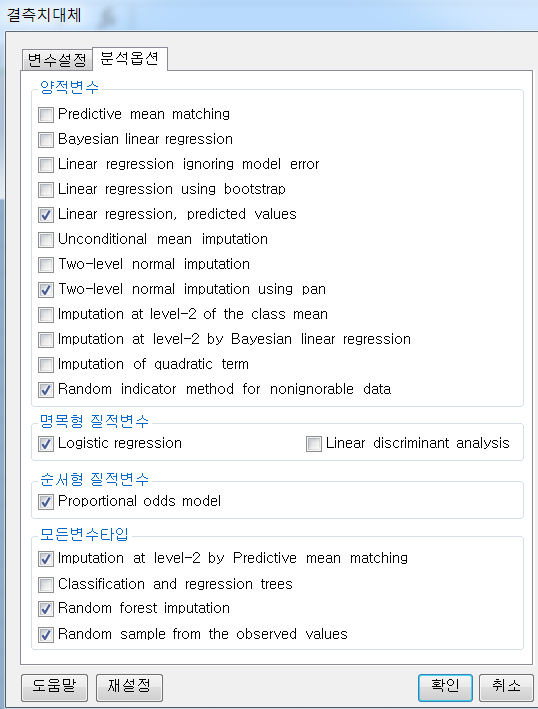 결측치대체
변수설정 분석옵션
양적변수
Predictive mean matching
Bayesian linear regression
Linear regression ignoring model error
Linear regression using bootstrap
Linear regression, predicted values
Unconditional mean imputation
Two-level normal imputation
Two-level normal imputation using pan
Imputation at level-2 of the class mean
Imputation at level-2 by Bayesian linear regression
Imputation of quadratic term
Random indicator method for nonignorable data
명목형 질적변수
Logistic regression Linear discriminant analysis
순서형 질적변수
Proportional odds model
모든변수타입
Imputation at level-2 by Predictive mean matching
Classification and regression trees
Random forest imputation
Random sample from the observed values
도움말 재설정 확인 취소